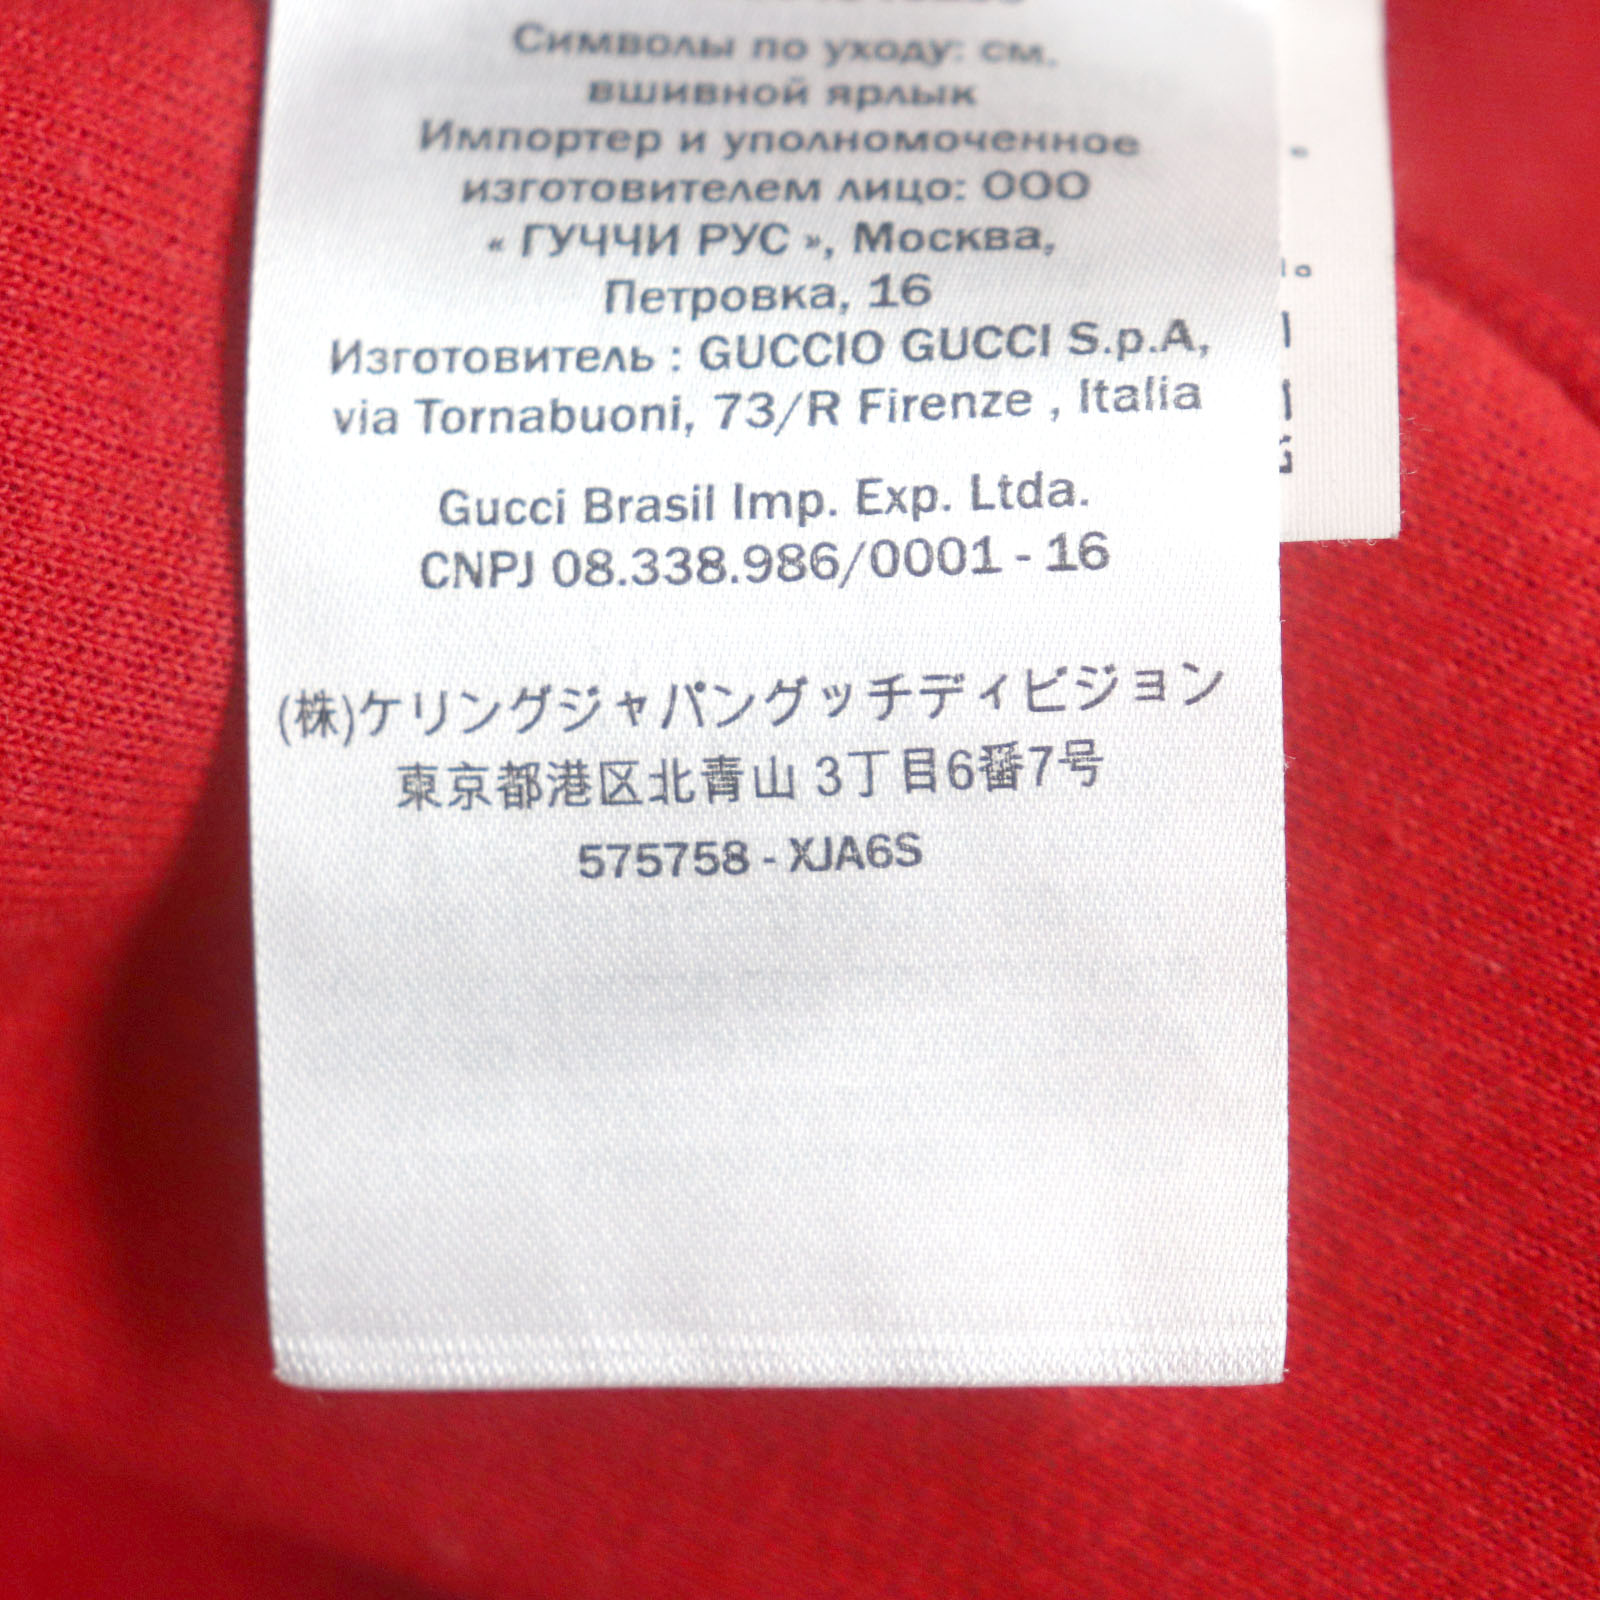 Символы по уходу: см.
вшивной ярлык
Импортер и уполномоченное
изготовителем лицо: ООО
« ГУЧЧИ РУС », Москва,
Петровка, 16
Изготовитель : GUCCIO GUCCI S.p.A,
via Tornabuoni, 73/R Firenze , Italia
Gucci Brasil Imp. Exp. Ltda.
CNPJ 08.338.986/0001 - 16
(株)ケリングジャパングッチディビジョン
東京都港区北青山 3丁目6番7号
575758 - XJA6S